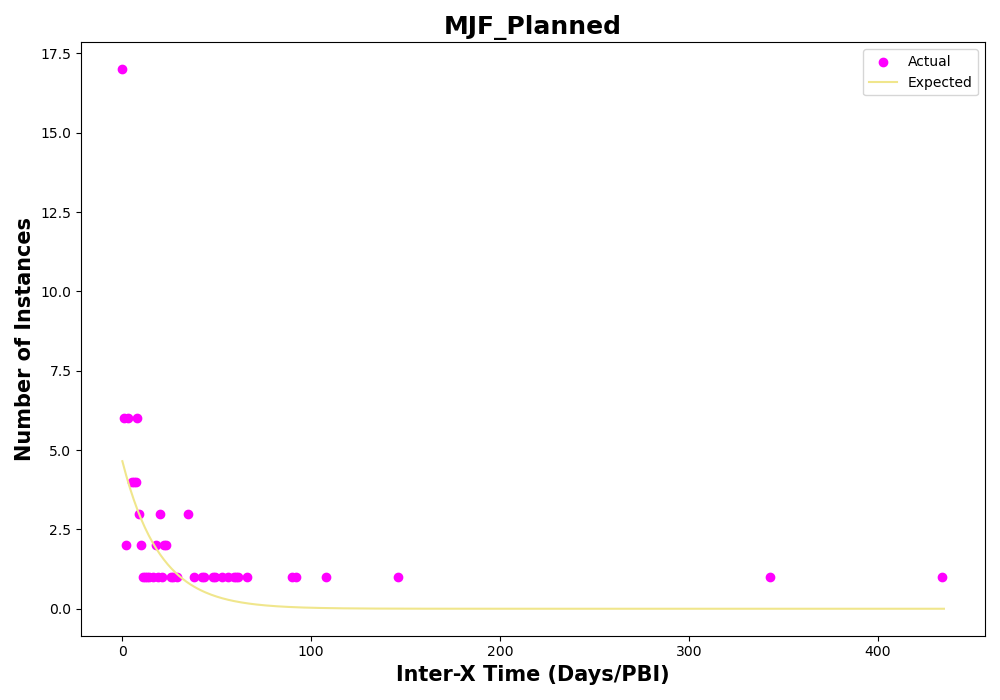 MJF_Planned
Actual
Expected
17.5
15.0
12.5
10.0
7.5
5.0
2.5
0.0
Number of Instances
0 100 200 300 400
Inter-X Time (Days/PBI)